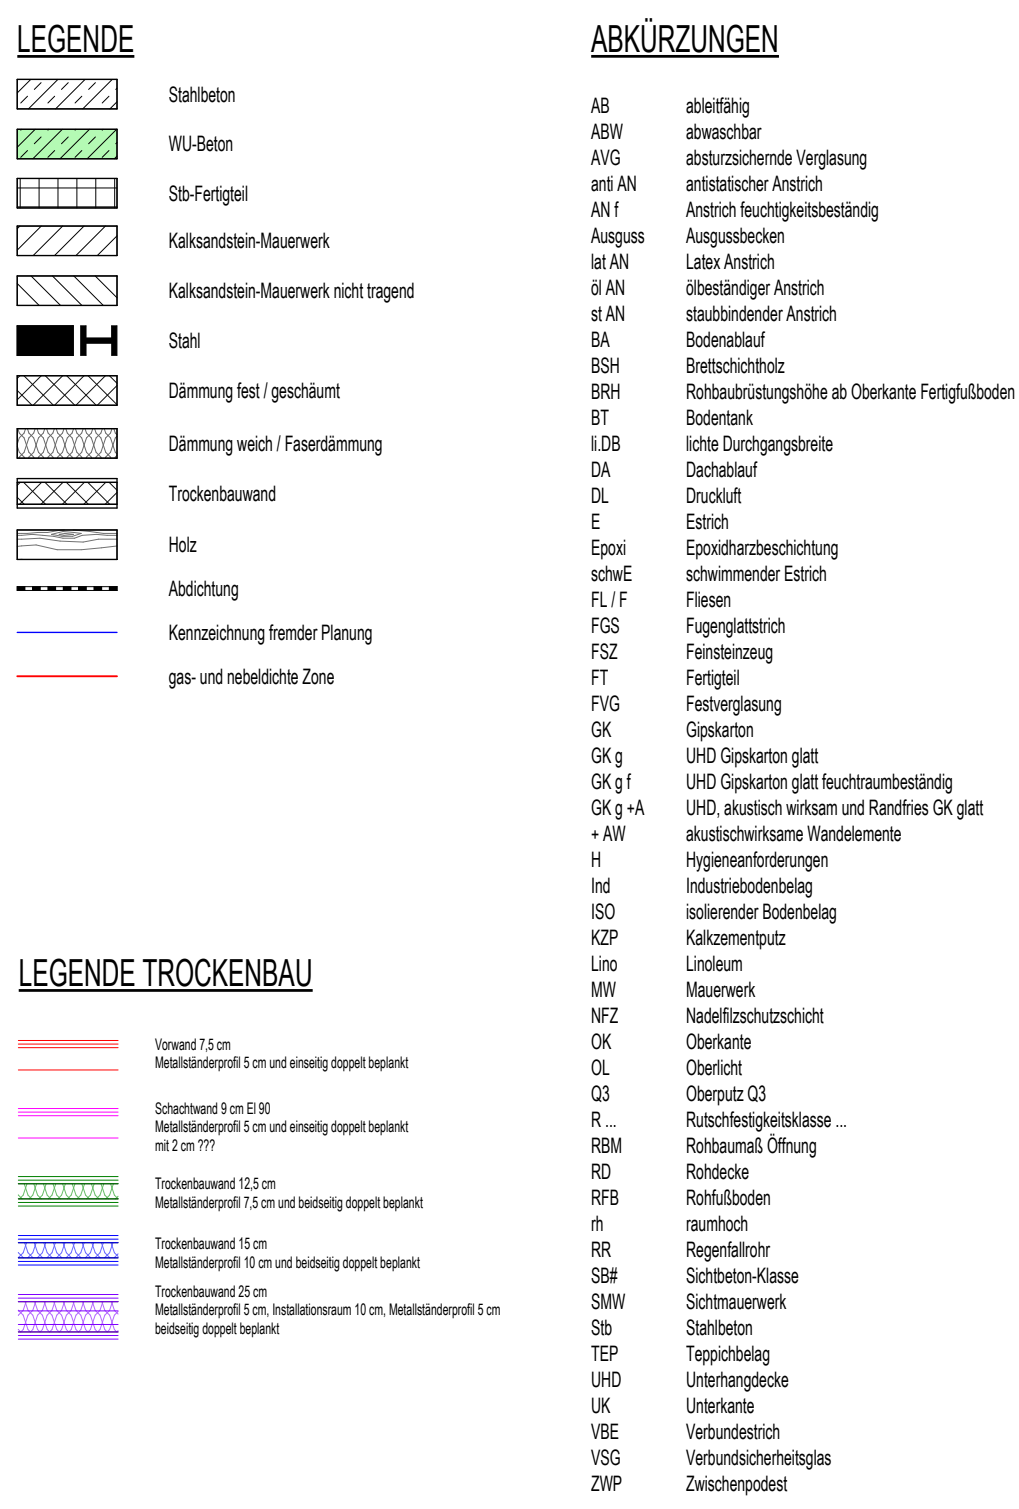 LEGENDE
Stahlbeton
WU-Beton
Stb-Fertigteil
Kalksandstein-Mauerwerk
Kalksandstein-Mauerwerk nicht tragend
Stahl
Dämmung fest / geschäumt
Dämmung weich / Faserdämmung
Trockenbauwand
Holz
Abdichtung
Kennzeichnung fremder Planung
gas- und nebeldichte Zone
LEGENDE TROCKENBAU
Vorwand 7,5 cm
Metallständerprofil 5 cm und einseitig doppelt beplankt
Schachtwand 9 cm EI 90
Metallständerprofil 5 cm und einseitig doppelt beplankt
mit 2 cm ???
Trockenbauwand 12,5 cm
Metallständerprofil 7,5 cm und beidseitig doppelt beplankt
Trockenbauwand 15 cm
Metallständerprofil 10 cm und beidseitig doppelt beplankt
Trockenbauwand 25 cm
Metallständerprofil 5 cm, Installationsraum 10 cm, Metallständerprofil 5 cm
beidseitig doppelt beplankt
ABKÜRZUNGEN
AB ableitfähig
ABW abwaschbar
AVG absturzsichernde Verglasung
anti AN antistatischer Anstrich
AN f Anstrich feuchtigkeitsbeständig
Ausguss Ausgussbecken
lat AN Latex Anstrich
öl AN ölbeständiger Anstrich
st AN staubbindender Anstrich
BA Bodenablauf
BSH Brettschichtholz
BRH Rohbaubrüstungshöhe ab Oberkante Fertigfußboden
BT Bodentank
li.DB lichte Durchgangsbreite
DA Dachablauf
DL Druckluft
E Estrich
Epoxi Epoxidharzbeschichtung
schwE schwimmender Estrich
FL / F Fliesen
FGS Fugenglattstrich
FSZ Feinsteinzeug
FT Fertigteil
FVG Festverglasung
GK Gipskarton
GK g UHD Gipskarton glatt
GK g f UHD Gipskarton glatt feuchtraumbeständig
GK g +A UHD, akustisch wirksam und Randfries GK glatt
+ AW akustischwirksame Wandelemente
H Hygieneanforderungen
Ind Industriebodenbelag
ISO isolierender Bodenbelag
KZP Kalkzementputz
Lino Linoleum
MW Mauerwerk
NFZ Nadelfilzschutzschicht
OK Oberkante
OL Oberlicht
Q3 Oberputz Q3
R ... Rutschfestigkeitsklasse ...
RBM Rohbaumaß Öffnung
RD Rohdecke
RFB Rohfußboden
rh raumhoch
RR Regenfallrohr
SB# Sichtbeton-Klasse
SMW Sichtmauerwerk
Stb Stahlbeton
TEP Teppichbelag
UHD Unterhangdecke
UK Unterkante
VBE Verbundestrich
VSG Verbundsicherheitsglas
ZWP Zwischenpodest